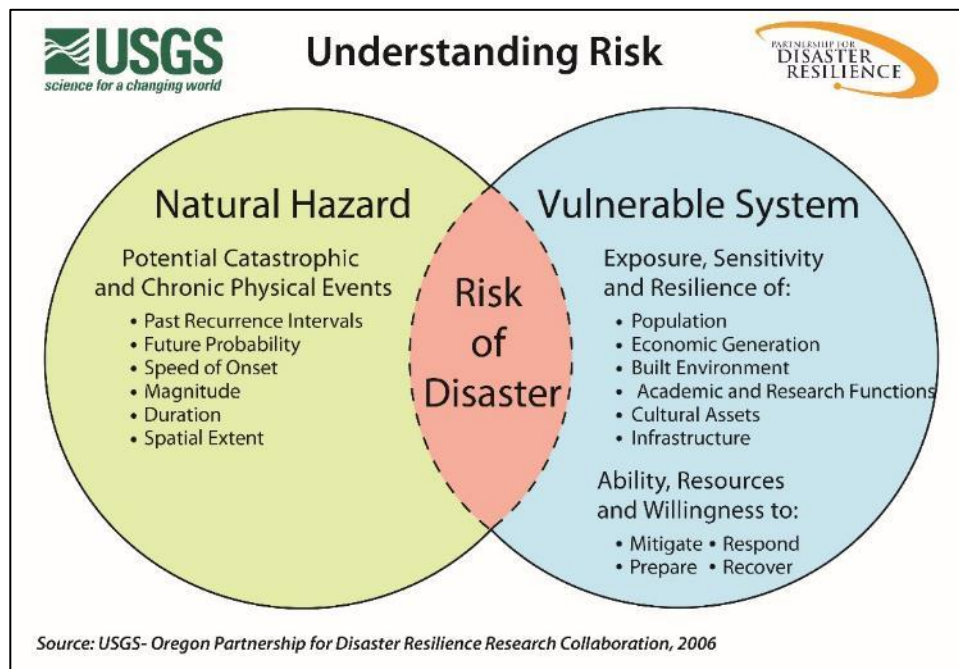 USGS
science for a changing world
Understanding Risk
PARTNERSHIP FOR
DISASTER
RESILIENCE
Natural Hazard
Potential Catastrophic
and Chronic Physical Events
• Past Recurrence Intervals
• Future Probability
• Speed of Onset
• Magnitude
• Duration
• Spatial Extent
Risk
of
Disaster
Vulnerable System
Exposure, Sensitivity
and Resilience of:
• Population
• Economic Generation
• Built Environment
• Academic and Research Functions
• Cultural Assets
• Infrastructure
Ability, Resources
and Willingness to:
• Mitigate • Respond
• Prepare • Recover
Source: USGS- Oregon Partnership for Disaster Resilience Research Collaboration, 2006